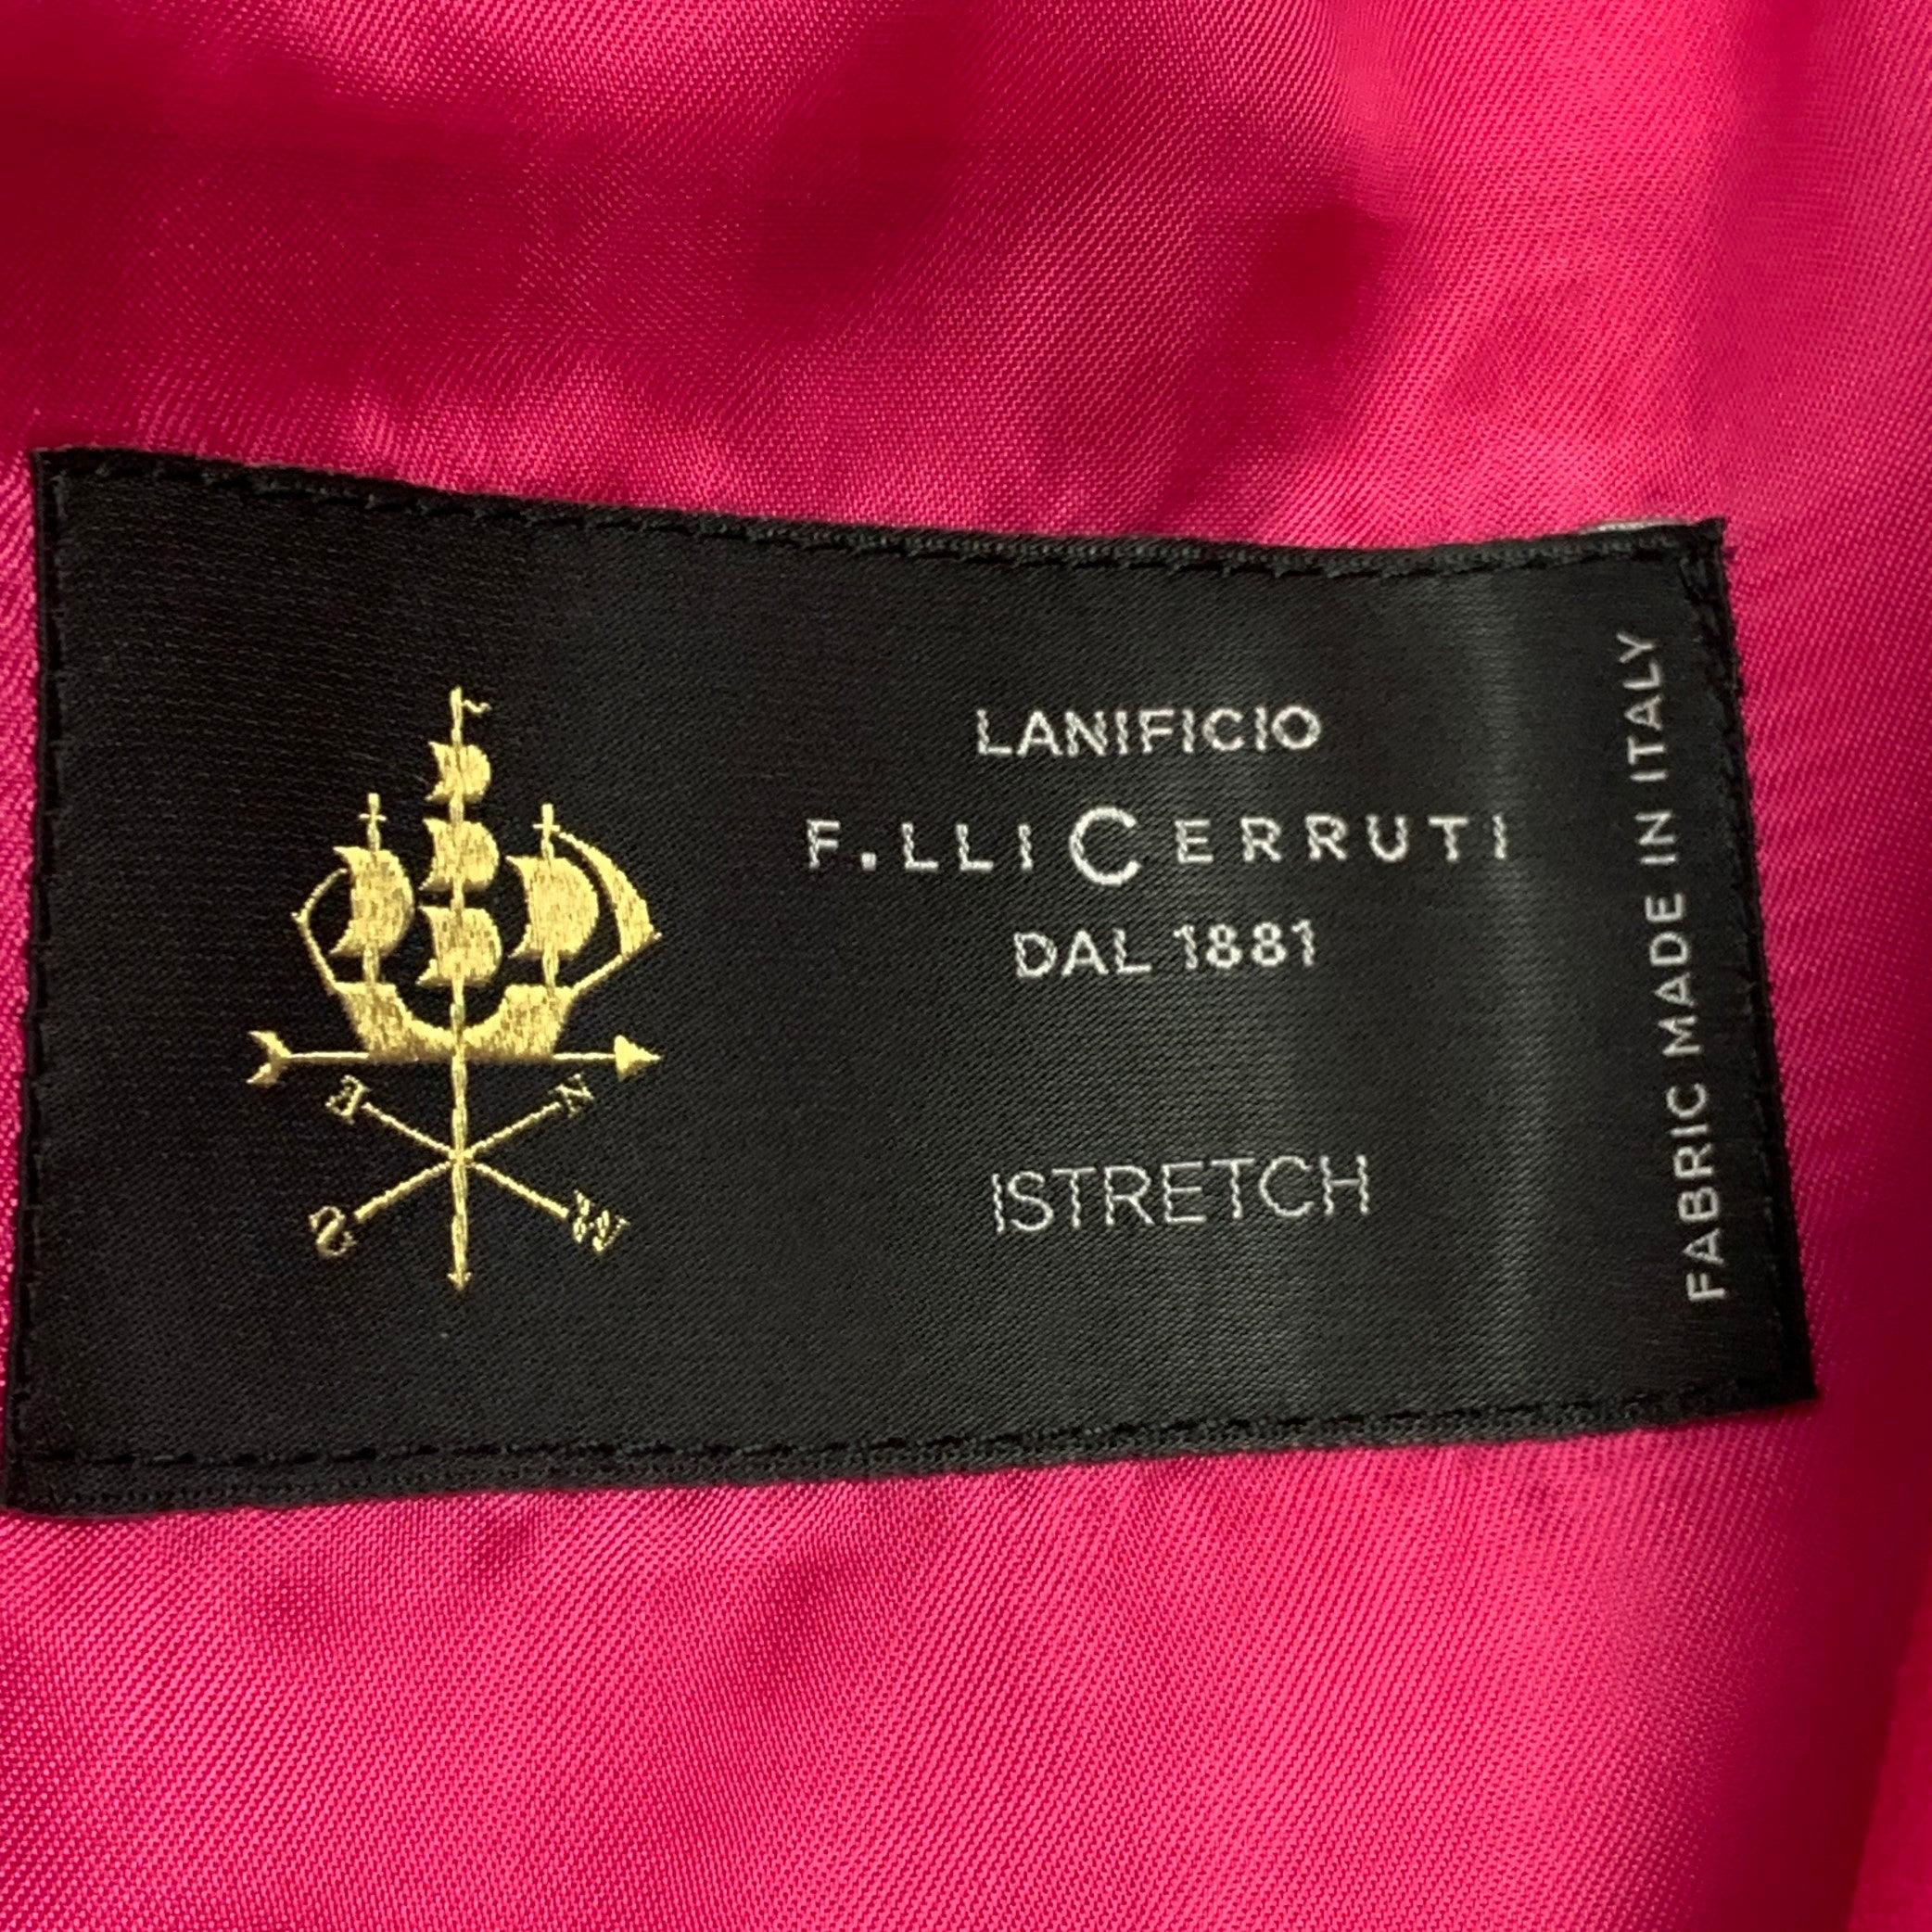 LANIFICIO
F.LLI CERRUTI
DAL 1881
ISTRETCH
FABRIC MADE IN ITALY
E
N
S
W